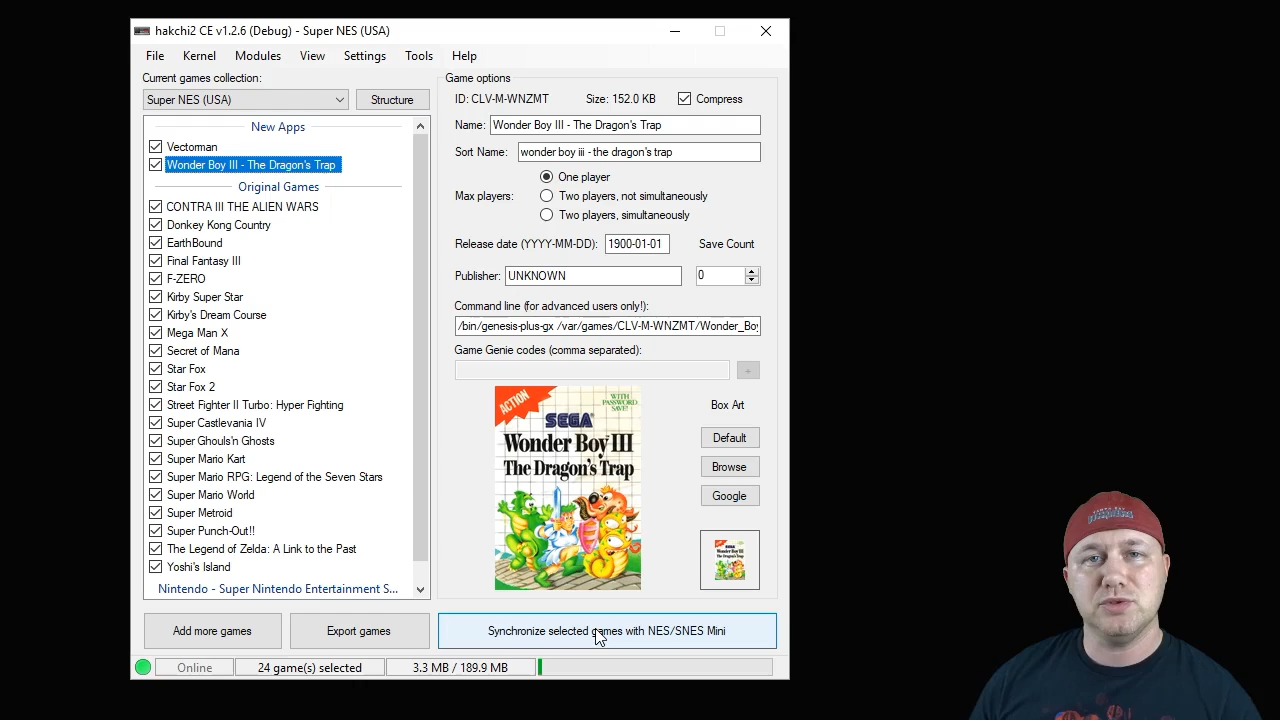 hakchi2 CE v1.2.6 (Debug) - Super NES (USA)
File Kernel Modules View Settings Tools Help
Current games collection:
Super NES (USA)
Structure
New Apps
Vectorman
Wonder Boy III - The Dragon's Trap
Original Games
CONTRA III THE ALIEN WARS
Donkey Kong Country
EarthBound
Final Fantasy III
F-ZERO
Kirby Super Star
Kirby's Dream Course
Mega Man X
Secret of Mana
Star Fox
Star Fox 2
Street Fighter II Turbo: Hyper Fighting
Super Castlevania IV
Super Ghouls'n Ghosts
Super Mario Kart
Super Mario RPG: Legend of the Seven Stars
Super Mario World
Super Metroid
Super Punch-Out!!
The Legend of Zelda: A Link to the Past
Yoshi's Island
Nintendo - Super Nintendo Entertainment S...
Game options
ID: CLV-M-WNZMT Size: 152.0 KB Compress
Name: Wonder Boy III - The Dragon's Trap
Sort Name: wonder boy iii - the dragon's trap
Max players:
One player
Two players, not simultaneously
Two players, simultaneously
Release date (YYYY-MM-DD): 1900-01-01 Save Count
Publisher: UNKNOWN 0
Command line (for advanced users only!):
/bin/genesis-plus-gx /var/games/CLV-M-WNZMT/Wonder_Boy
Game Genie codes (comma separated):
+
ACTION
WITH
PASSWORD
SAVE!
SEGA
Wonder Boy III
The Dragon's Trap
Box Art
Default
Browse
Google
SEGA
Wonder Boy III
The Dragon's Trap
Add more games
Export games
Synchronize selected games with NES/SNES Mini
Online 24 game(s) selected 3.3 MB / 189.9 MB